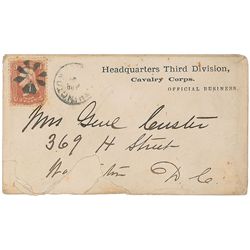 Headquarters Third Division,
Cavalry Corps.
OFFICIAL BUSINESS.
Mrs Genl Custer
369 H Street
D. C